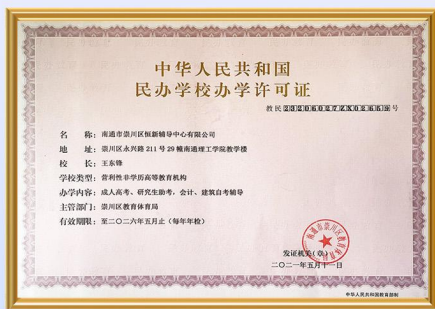 中华人民共和国
民办学校办学许可证
教民 号
名　　称：南通市崇川区恒新辅导中心有限公司
地　　址：崇川区永兴路211号29幢南通理工学院教学楼
校　　长：王东锋
学校类型：营利性非学历高等教育机构
办学内容：成人高考、研究生助考，会计、建筑自考辅导
主管部门：崇川区教育体育局
有效期限：至二〇二六年五月止（每年年检）
发证机关(章)
二〇二一年五月十一日
中华人民共和国教育部制